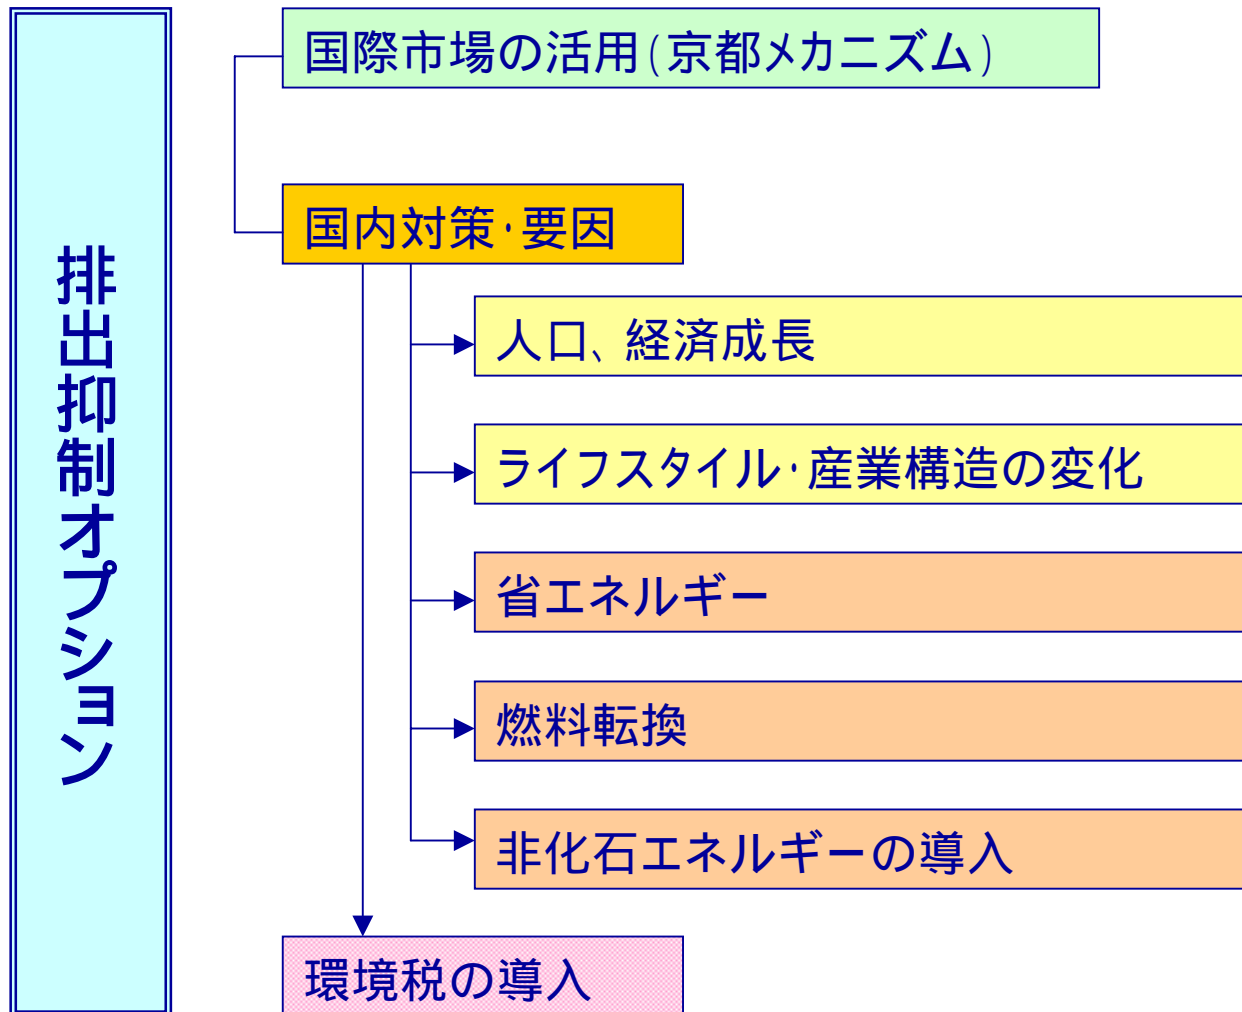 排出抑制オプション
国際市場の活用(京都メカニズム)
国内対策・要因
人口、経済成長
ライフスタイル・産業構造の変化
省エネルギー
燃料転換
非化石エネルギーの導入
環境税の導入